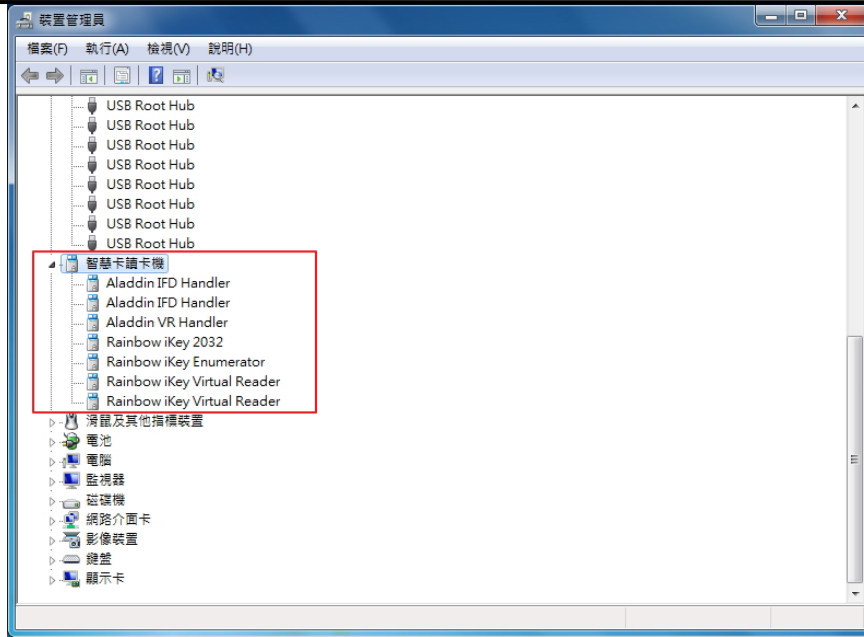 裝置管理員
檔案(F) 執行(A) 檢視(V) 說明(H)
USB Root Hub
USB Root Hub
USB Root Hub
USB Root Hub
USB Root Hub
USB Root Hub
USB Root Hub
USB Root Hub
智慧卡讀卡機
Aladdin IFD Handler
Aladdin IFD Handler
Aladdin VR Handler
Rainbow iKey 2032
Rainbow iKey Enumerator
Rainbow iKey Virtual Reader
Rainbow iKey Virtual Reader
滑鼠及其他指標裝置
電池
電腦
監視器
磁碟機
網路介面卡
影像裝置
鍵盤
顯示卡